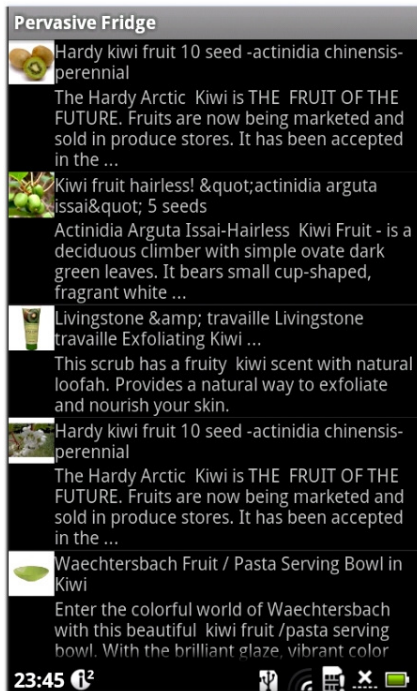 Pervasive Fridge
Hardy kiwi fruit 10 seed -actinidia chinensis-
perennial
The Hardy Arctic  Kiwi is THE  FRUIT OF THE
FUTURE. Fruits are now being marketed and
sold in produce stores. It has been accepted
in the ...
Kiwi fruit hairless! &quot;actinidia arguta
issai&quot; 5 seeds
Actinidia Arguta Issai-Hairless  Kiwi Fruit - is a
deciduous climber with simple ovate dark
green leaves. It bears small cup-shaped,
fragrant white ...
Livingstone &amp; travaille Livingstone
travaille Exfoliating Kiwi ...
This scrub has a fruity  kiwi scent with natural
loofah. Provides a natural way to exfoliate
and nourish your skin.
Hardy kiwi fruit 10 seed -actinidia chinensis-
perennial
The Hardy Arctic  Kiwi is THE  FRUIT OF THE
FUTURE. Fruits are now being marketed and
sold in produce stores. It has been accepted
in the ...
Waechtersbach Fruit / Pasta Serving Bowl in
Kiwi
Enter the colorful world of Waechtersbach
with this beautiful  kiwi fruit /pasta serving
bowl. With the brilliant glaze, vibrant color
23:45 2